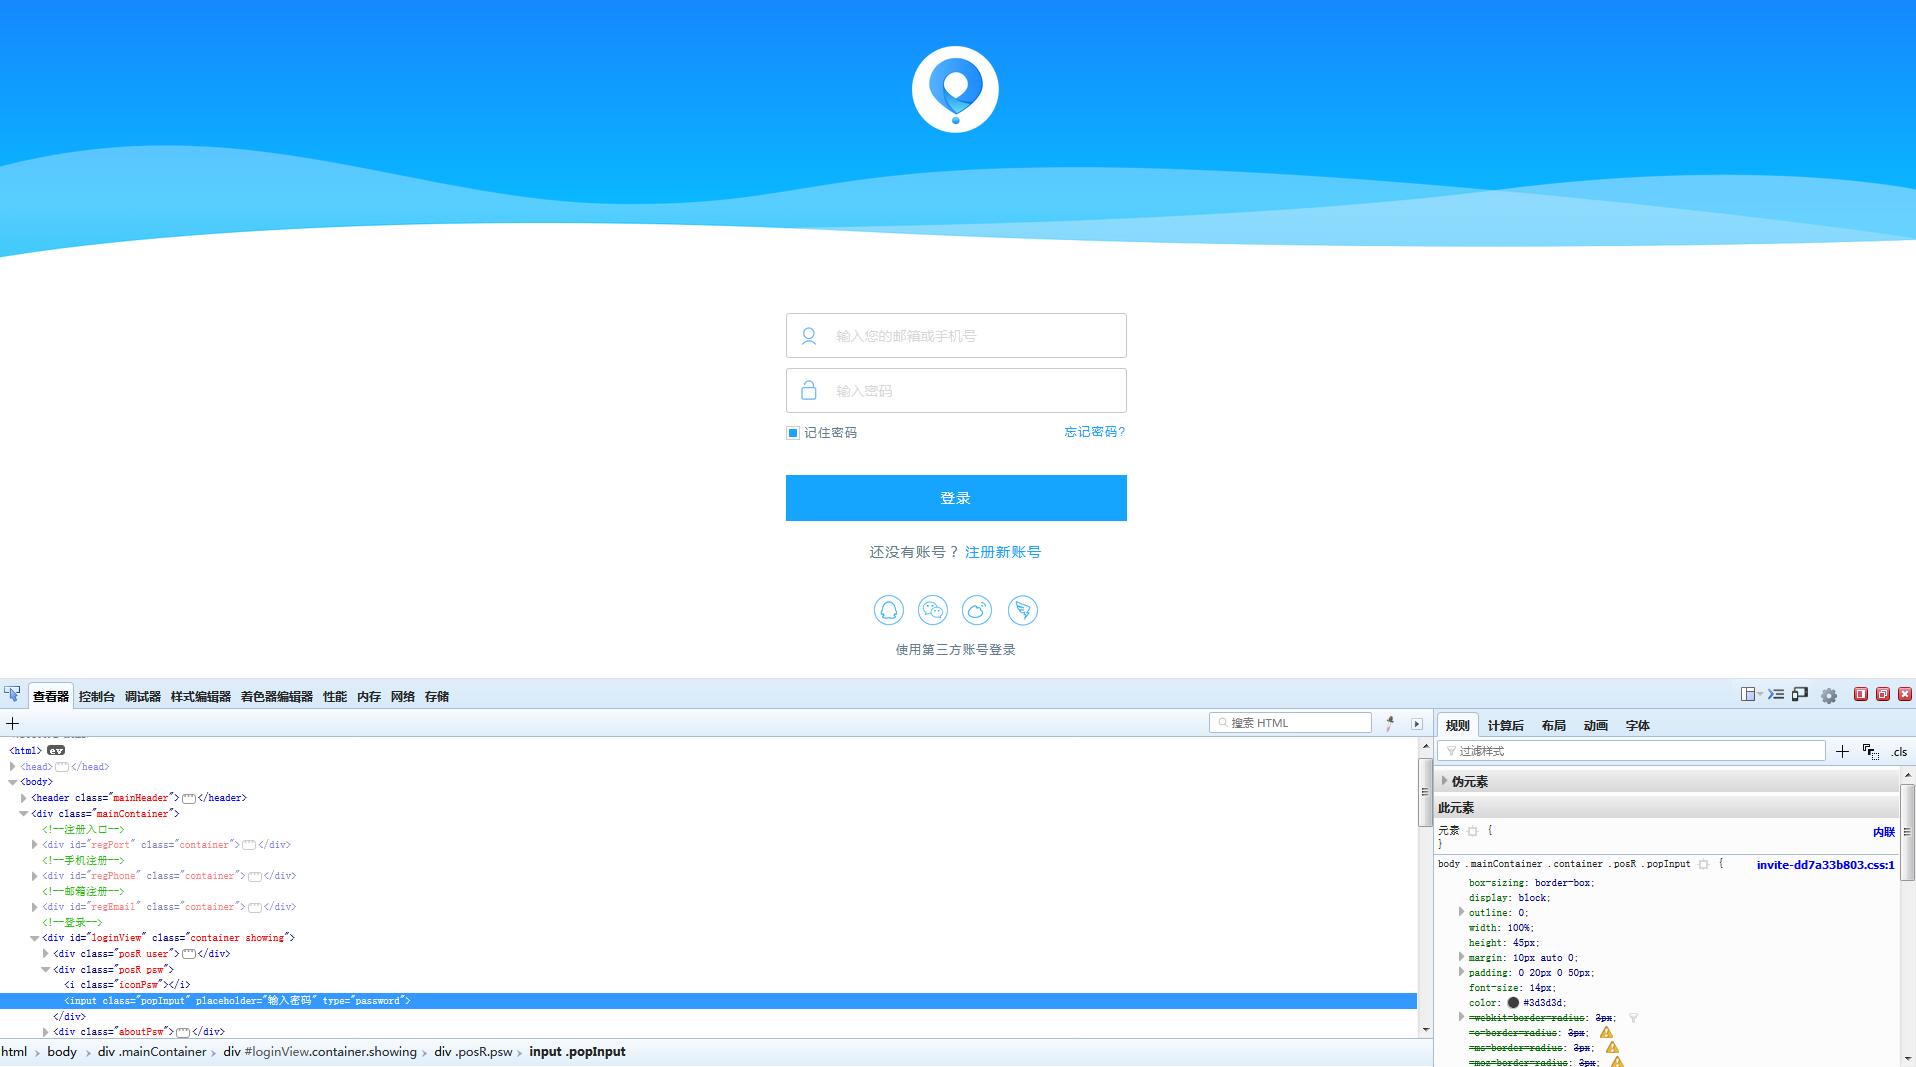 输入您的邮箱或手机号
输入密码
记住密码 忘记密码?
登录
还没有账号？ 注册新账号
使用第三方账号登录
查看器 控制台 调试器 样式编辑器 着色器编辑器 性能 内存 网络 存储
搜索 HTML
<html> ev
<head></head>
<body>
<header class="mainHeader"></header>
<div class="mainContainer">
<!--注册入口-->
<div id="regPort" class="container"></div>
<!--手机注册-->
<div id="regPhone" class="container"></div>
<!--邮箱注册-->
<div id="regEmail" class="container"></div>
<!--登录-->
<div id="loginView" class="container showing">
<div class="posR user"></div>
<div class="posR psw">
<i class="iconPsw"></i>
<input class="popInput" placeholder="输入密码" type="password">
</div>
<div class="aboutPsw"></div>
html body div .mainContainer div #loginView.container.showing div .posR.psw input .popInput
规则 计算后 布局 动画 字体
过滤样式 .cls
伪元素
此元素
元素 { 内联
}
body .mainContainer .container .posR .popInput { invite-dd7a33b803.css:1
box-sizing: border-box;
display: block;
outline: 0;
width: 100%;
height: 45px;
margin: 10px auto 0;
padding: 0 20px 0 50px;
font-size: 14px;
color: #3d3d3d;
-webkit-border-radius: 3px;
-o-border-radius: 3px;
-ms-border-radius: 3px;
-moz-border-radius: 3px;